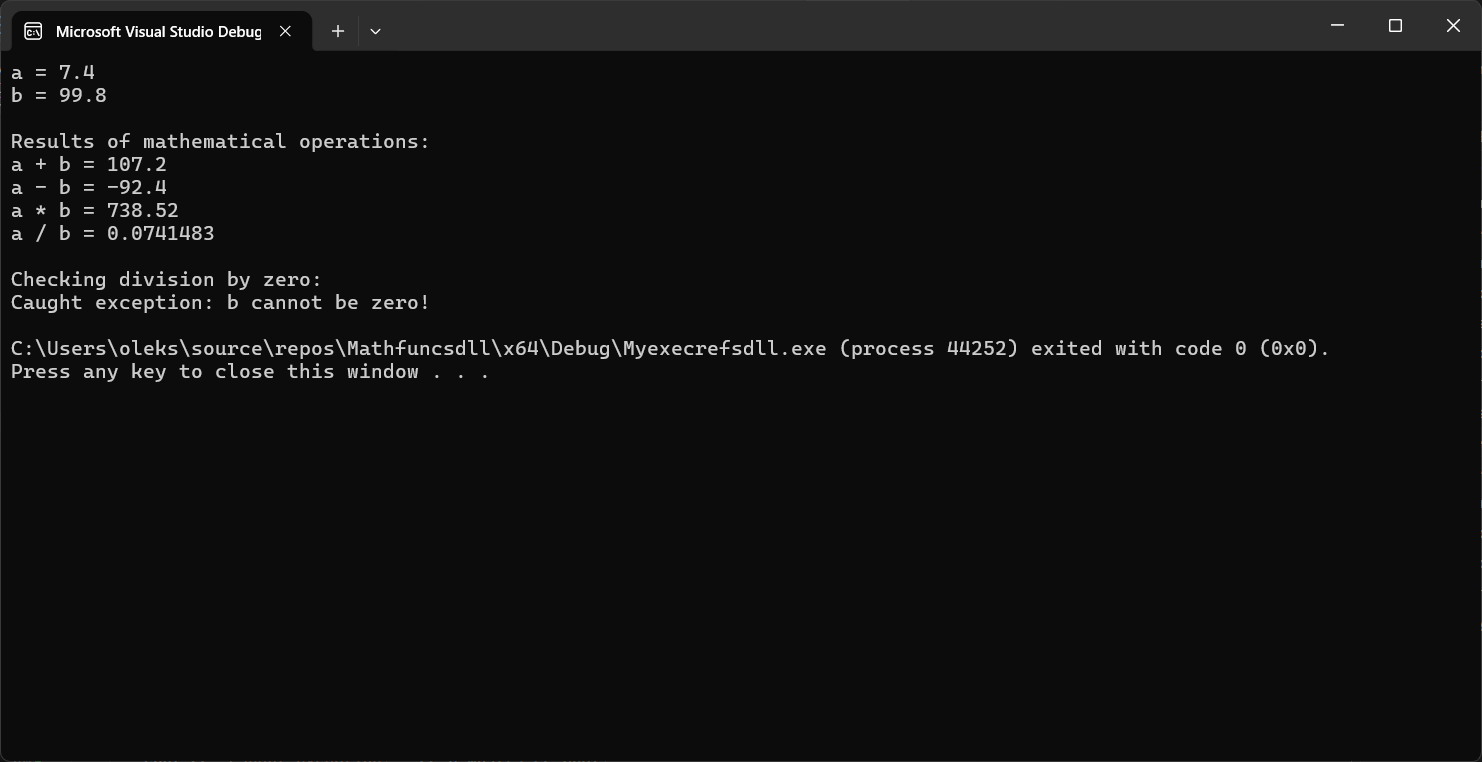 Microsoft Visual Studio Debug
a = 7.4
b = 99.8
Results of mathematical operations:
a + b = 107.2
a - b = -92.4
a * b = 738.52
a / b = 0.0741483
Checking division by zero:
Caught exception: b cannot be zero!
C:\Users\oleks\source\repos\Mathfuncsdll\x64\Debug\Myexecrefsdll.exe (process 44252) exited with code 0 (0x0).
Press any key to close this window . . .